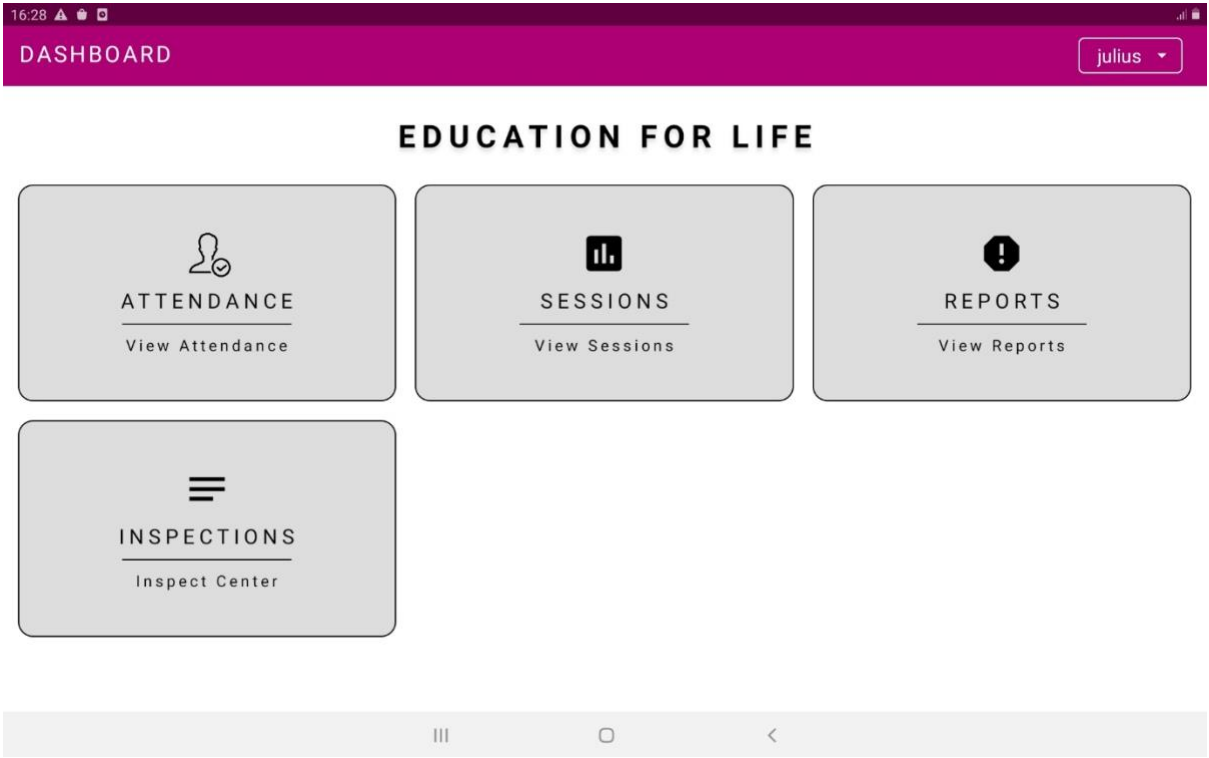 16:28
DASHBOARD
julius
EDUCATION FOR LIFE
ATTENDANCE
View Attendance
SESSIONS
View Sessions
REPORTS
View Reports
INSPECTIONS
Inspect Center